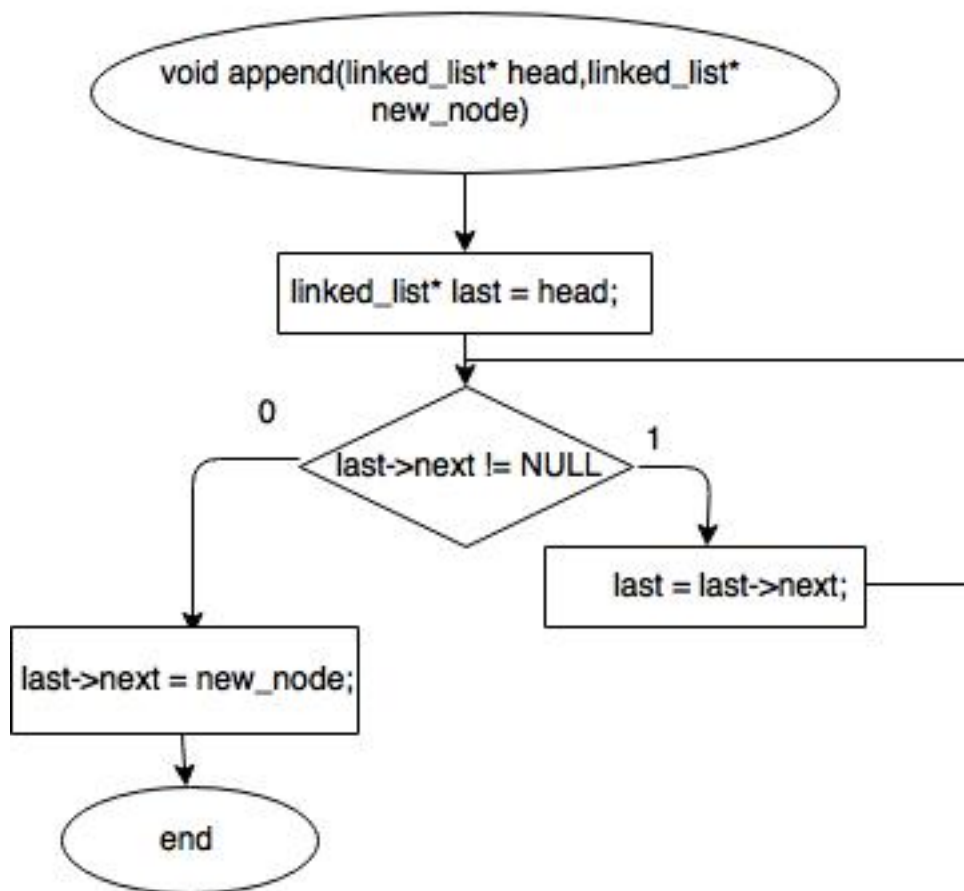 void append(linked_list* head,linked_list*
new_node)
linked_list* last = head;
0
1
last->next != NULL
last = last->next;
last->next = new_node;
end